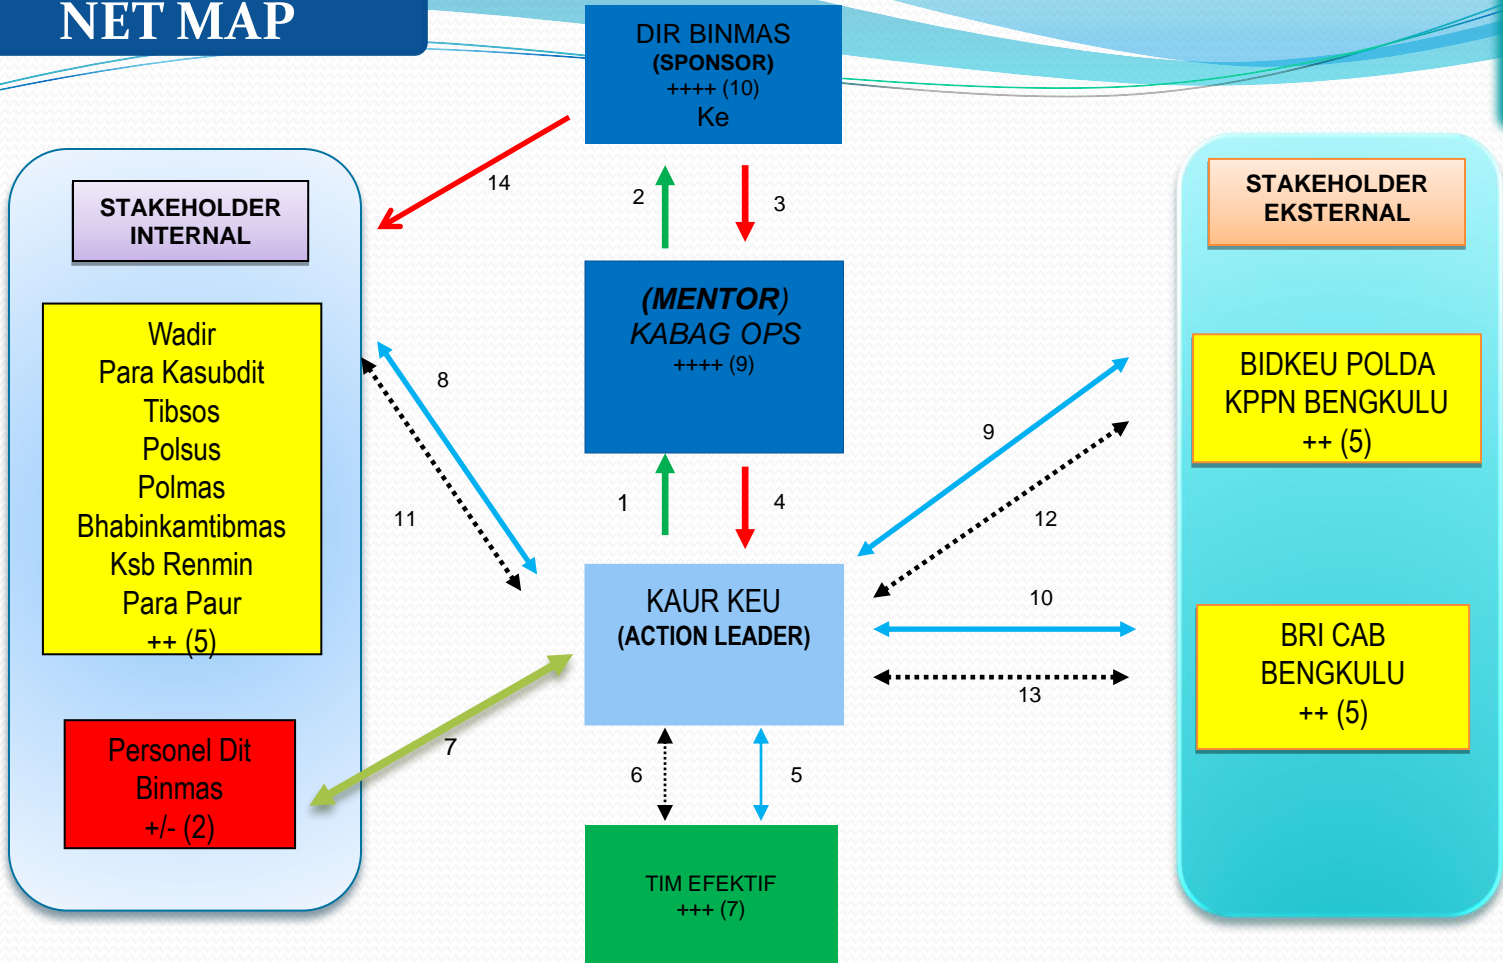 NET MAP
DIR BINMAS
(SPONSOR)
++++ (10)
Ke
14
2
3
STAKEHOLDER
INTERNAL
STAKEHOLDER
EKSTERNAL
(MENTOR)
KABAG OPS
++++ (9)
Wadir
Para Kasubdit
Tibsos
Polsus
Polmas
Bhabinkamtibmas
Ksb Renmin
Para Paur
++ (5)
8
11
9
12
BIDKEU POLDA
KPPN BENGKULU
++ (5)
1
4
KAUR KEU
(ACTION LEADER)
10
13
BRI CAB
BENGKULU
++ (5)
Personel Dit
Binmas
+/- (2)
7
6
5
TIM EFEKTIF
+++ (7)